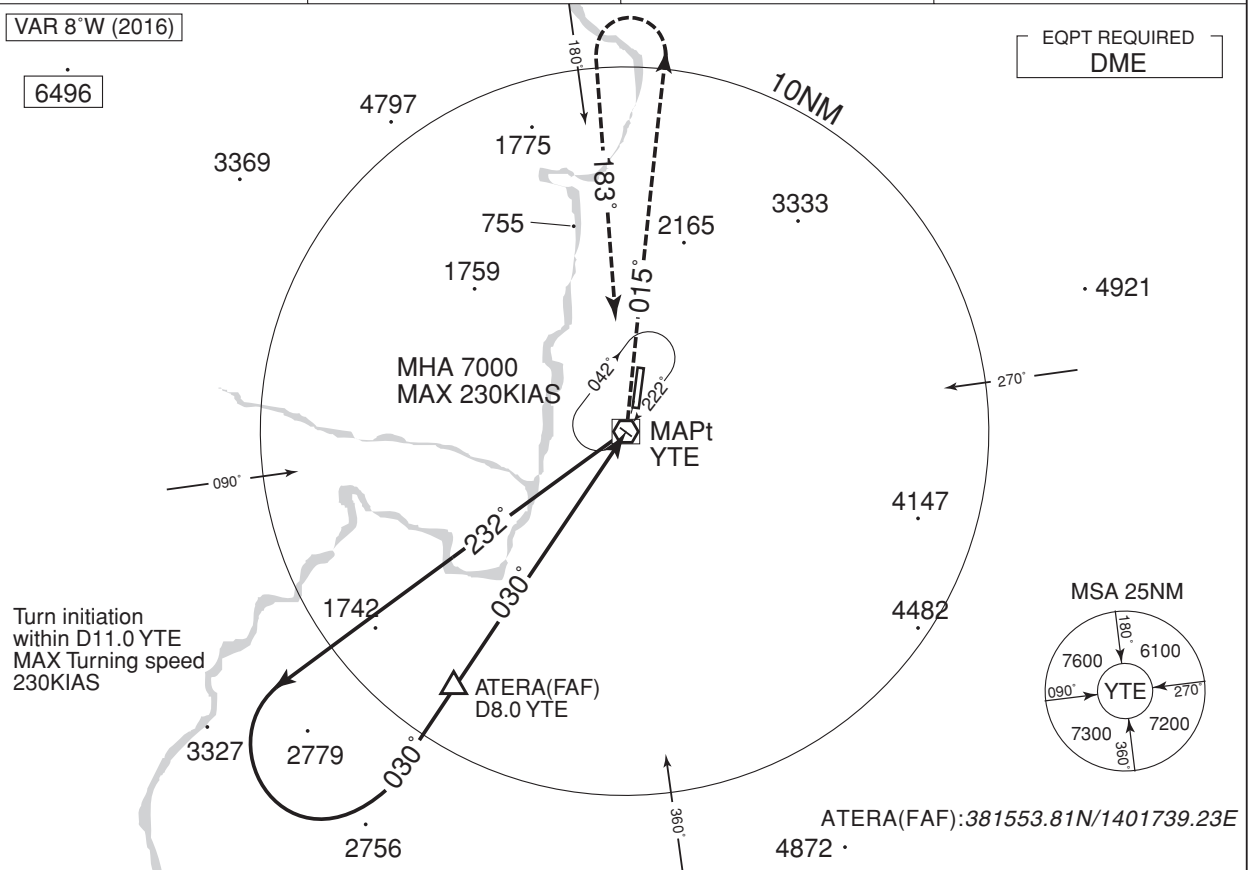 VAR 8°W (2016)
6496
180°
EQPT REQUIRED
DME
10NM
4797
1775
3369
183°
3333
755
2165
1759
015°
4921
MHA 7000
MAX 230KIAS
042°
222°
270°
MAPt
YTE
090°
4147
232°
030°
MSA 25NM
1742
4482
Turn initiation
within D11.0 YTE
MAX Turning speed
230KIAS
180°
7600
6100
ATERA(FAF)
D8.0 YTE
090°
YTE
270°
7300
7200
360°
3327
2779
030°
360°
ATERA(FAF):381553.81N/1401739.23E
2756
4872